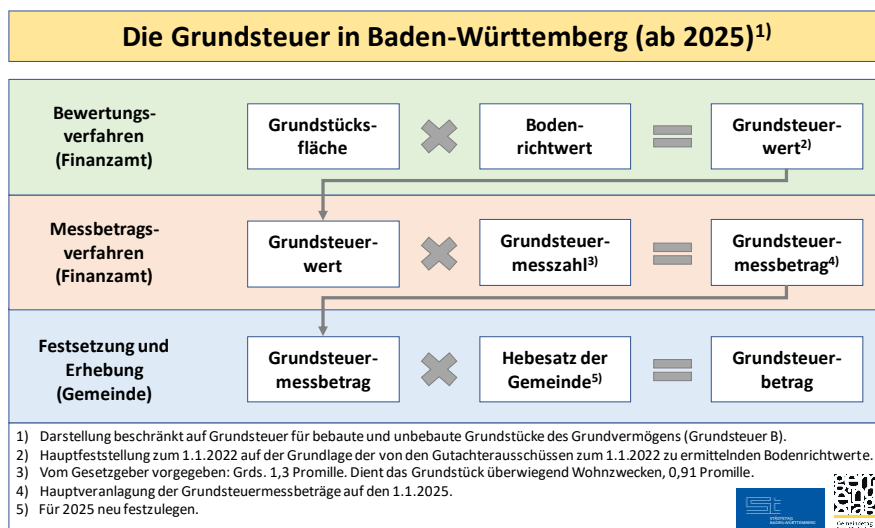 Die Grundsteuer in Baden-Württemberg (ab 2025)1)
Bewertungs-
verfahren
(Finanzamt)
Grundstücks-
fläche
Boden-
richtwert
Grundsteuer-
wert2)
Messbetrags-
verfahren
(Finanzamt)
Grundsteuer-
wert
Grundsteuer-
messzahl3)
Grundsteuer-
messbetrag4)
Festsetzung und
Erhebung
(Gemeinde)
Grundsteuer-
messbetrag
Hebesatz der
Gemeinde5)
Grundsteuer-
betrag
1) Darstellung beschränkt auf Grundsteuer für bebaute und unbebaute Grundstücke des Grundvermögens (Grundsteuer B).
2) Hauptfeststellung zum 1.1.2022 auf der Grundlage der von den Gutachterausschüssen zum 1.1.2022 zu ermittelnden Bodenrichtwerte.
3) Vom Gesetzgeber vorgegeben: Grds. 1,3 Promille. Dient das Grundstück überwiegend Wohnzwecken, 0,91 Promille.
4) Hauptveranlagung der Grundsteuermessbeträge auf den 1.1.2025.
5) Für 2025 neu festzulegen.
STÄDTETAG
BADEN-WÜRTTEMBERG
Gemeindetag